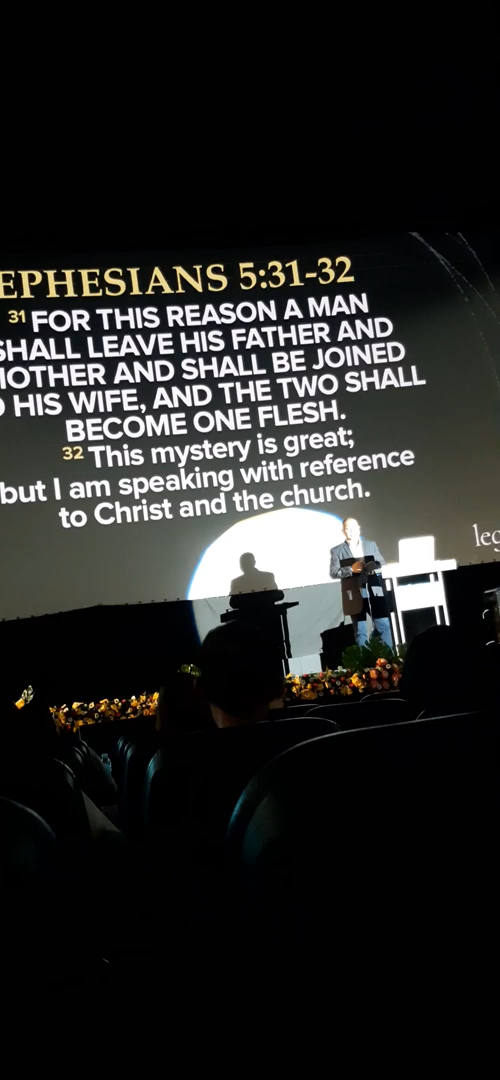 EPHESIANS 5:31-32
31 FOR THIS REASON A MAN
SHALL LEAVE HIS FATHER AND
MOTHER AND SHALL BE JOINED
HIS WIFE, AND THE TWO SHALL
BECOME ONE FLESH.
32 This mystery is great;
but I am speaking with reference
to Christ and the church.
leg